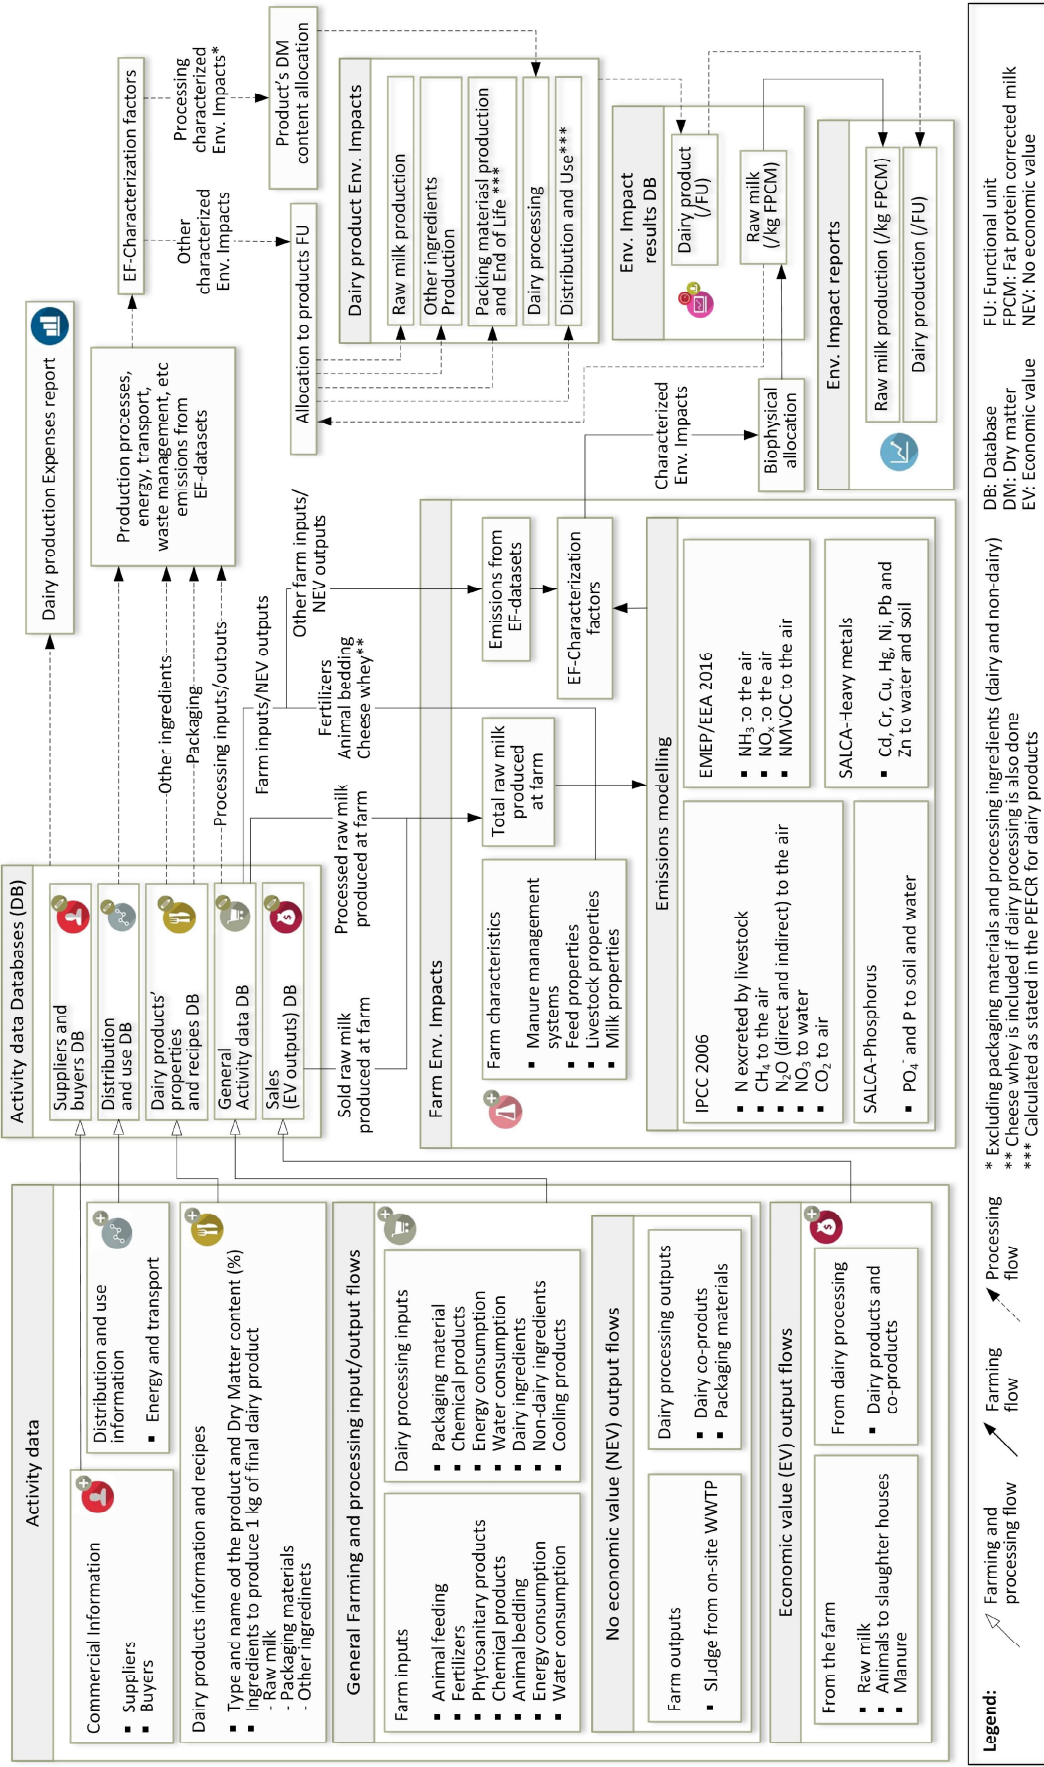 Activity data
Commercial Information
▪ Suppliers
▪ Buyers
Distribution and use
information
▪ Energy and transport
Dairy products information and recipes
▪ Type and name od the product and Dry Matter content (%)
▪ Ingredients to produce 1 kg of final dairy product
- Raw milk
- Packaging materials
- Other ingredinets
General Farming and processing input/output flows
Farm inputs
▪ Animal feeding
▪ Fertilizers
▪ Phytosanitary products
▪ Chemical products
▪ Animal bedding
▪ Energy consumption
▪ Water consumption
Dairy processing inputs
▪ Packaging material
▪ Chemical products
▪ Energy consumption
▪ Water consumption
▪ Dairy ingredients
▪ Non-dairy ingredients
▪ Cooling products
No economic value (NEV) output flows
Farm outputs
▪ Sludge from on-site WWTP
Dairy processing outputs
▪ Dairy co-produts
▪ Packaging materials
Economic value (EV) output flows
From the farm
▪ Raw milk
▪ Animals to slaughter houses
▪ Manure
From dairy processing
▪ Dairy products and
co-products
Activity data Databases (DB)
Suppliers and
buyers DB
Distribution
and use DB
Dairy products'
properties
and recipes DB
General
Activity data DB
Sales
(EV outputs) DB
Sold raw milk
produced at farm
Processed raw milk
produced at farm
Other ingredients
Packaging
Processing inputs/outouts
Farm inputs/NEV outputs
Fertilizers
Animal bedding
Cheese whey**
Other farm inputs/
NEV outputs
Dairy production Expenses report
Production processes,
energy, transport,
waste management, etc
emissions from
EF-datasets
EF-Characterization factors
Other
characterized
Env. Impacts
Processing
characterized
Env. Impacts*
Allocation to products FU
Product's DM
content allocation
Farm Env. Impacts
Farm characteristics
▪ Manure management
systems
▪ Feed properties
▪ Livestock properties
▪ Milk properties
Total raw milk
produced
at farm
Emissions from
EF-datasets
EF-Characterization
factors
Emissions modelling
IPCC 2006
▪ N excreted by livestock
▪ CH4 to the air
▪ N2O (direct and indirect) to the air
▪ NO3 to water
▪ CO2 to air
EMEP/EEA 2016
▪ NH3 to the air
▪ NOx to the air
▪ NMVOC to the air
SALCA-Phosphorus
▪ PO4- and P to soil and water
SALCA-Heavy metals
▪ Cd, Cr, Cu, Hg, Ni, Pb and
Zn to water and soil
Characterized
Env. Impacts
Biophysical
allocation
Dairy product Env. Impacts
Raw milk production
Other ingredients
Production
Packing materiasl production
and End of Life ***
Dairy processing
Distribution and Use***
Env. Impact
results DB
Dairy product
(/FU)
Raw milk
(/kg FPCM)
Env. Impact reports
Raw milk production (/kg FPCM)
Dairy production (/FU)
Legend:
Farming and
processing flow
Farming
flow
Processing
flow
* Excluding packaging materials and processing ingredients (dairy and non-dairy)
** Cheese whey is included if dairy processing is also done
*** Calculated as stated in the PEFCR for dairy products
DB: Database
DM: Dry matter
EV: Economic value
FU: Functional unit
FPCM: Fat protein corrected milk
NEV: No economic value